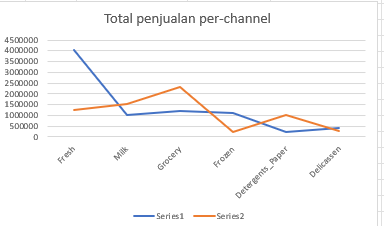 Total penjualan per-channel
4500000
4000000
3500000
3000000
2500000
2000000
1500000
1000000
500000
0
Fresh
Milk
Grocery
Frozen
Detergents_Paper
Delicassen
Series1
Series2